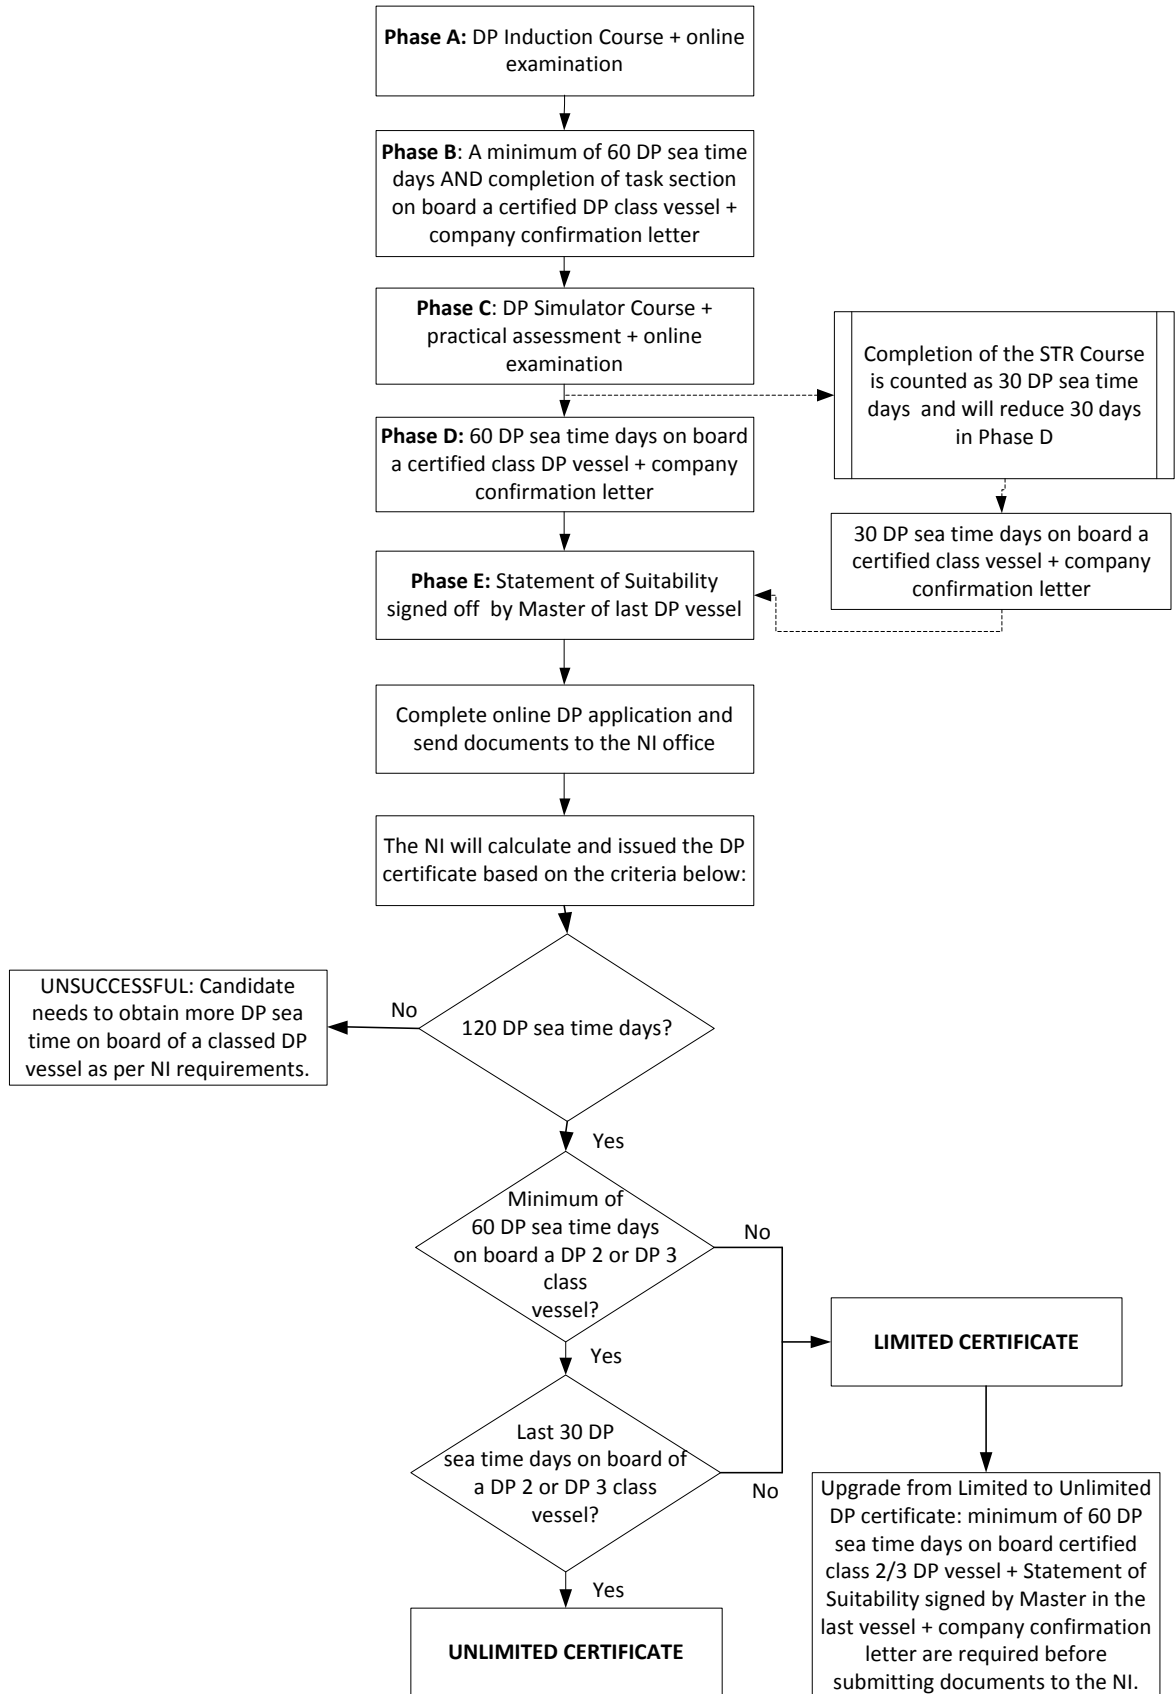 Phase A: DP Induction Course + online
examination
Phase B: A minimum of 60 DP sea time
days AND completion of task section
on board a certified DP class vessel +
company confirmation letter
Phase C: DP Simulator Course +
practical assessment + online
examination
Completion of the STR Course
is counted as 30 DP sea time
days and will reduce 30 days
in Phase D
Phase D: 60 DP sea time days on board
a certified class DP vessel + company
confirmation letter
30 DP sea time days on board a
certified class vessel + company
confirmation letter
Phase E: Statement of Suitability
signed off by Master of last DP vessel
Complete online DP application and
send documents to the NI office
The NI will calculate and issued the DP
certificate based on the criteria below:
120 DP sea time days?
No
UNSUCCESSFUL: Candidate
needs to obtain more DP sea
time on board of a classed DP
vessel as per NI requirements.
Yes
Minimum of
60 DP sea time days
on board a DP 2 or DP 3
class
vessel?
No
Yes
LIMITED CERTIFICATE
Last 30 DP
sea time days on board of
a DP 2 or DP 3 class
vessel?
No
Yes
UNLIMITED CERTIFICATE
Upgrade from Limited to Unlimited
DP certificate: minimum of 60 DP
sea time days on board certified
class 2/3 DP vessel + Statement of
Suitability signed by Master in the
last vessel + company confirmation
letter are required before
submitting documents to the NI.